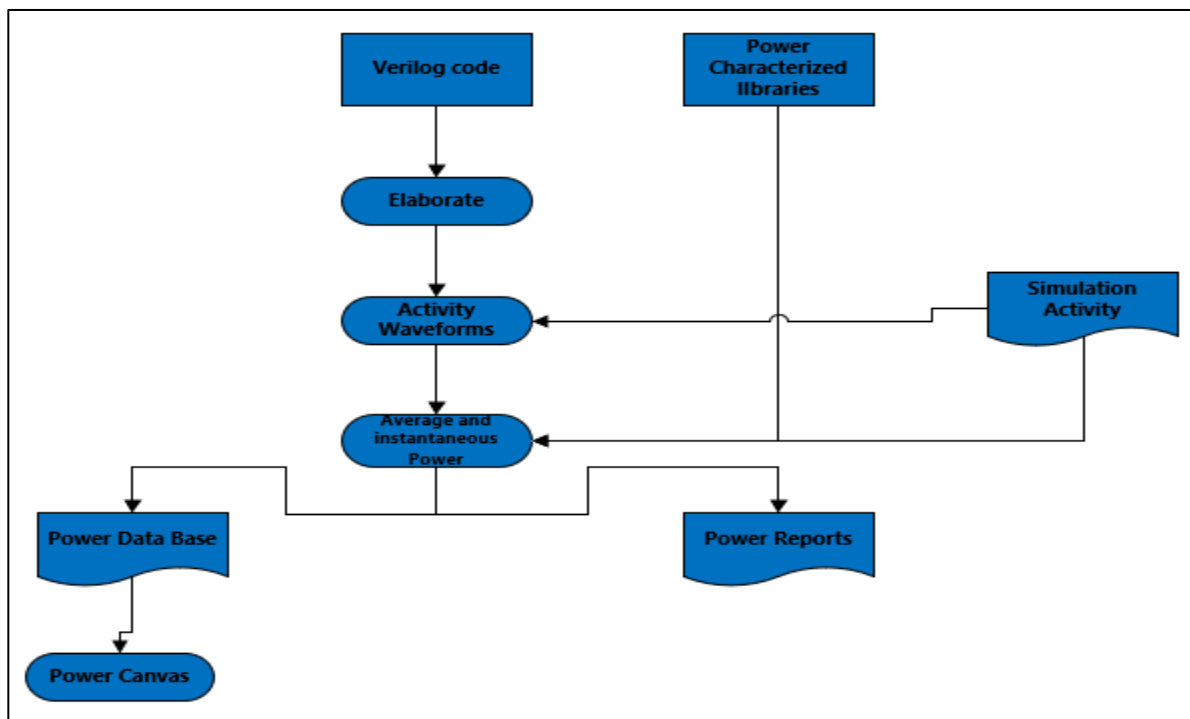 Verilog code
Power
Characterized
lIbraries
Elaborate
Simulation
Activity
Activity
Waveforms
Average and
instantaneous
Power
Power Data Base
Power Reports
Power Canvas